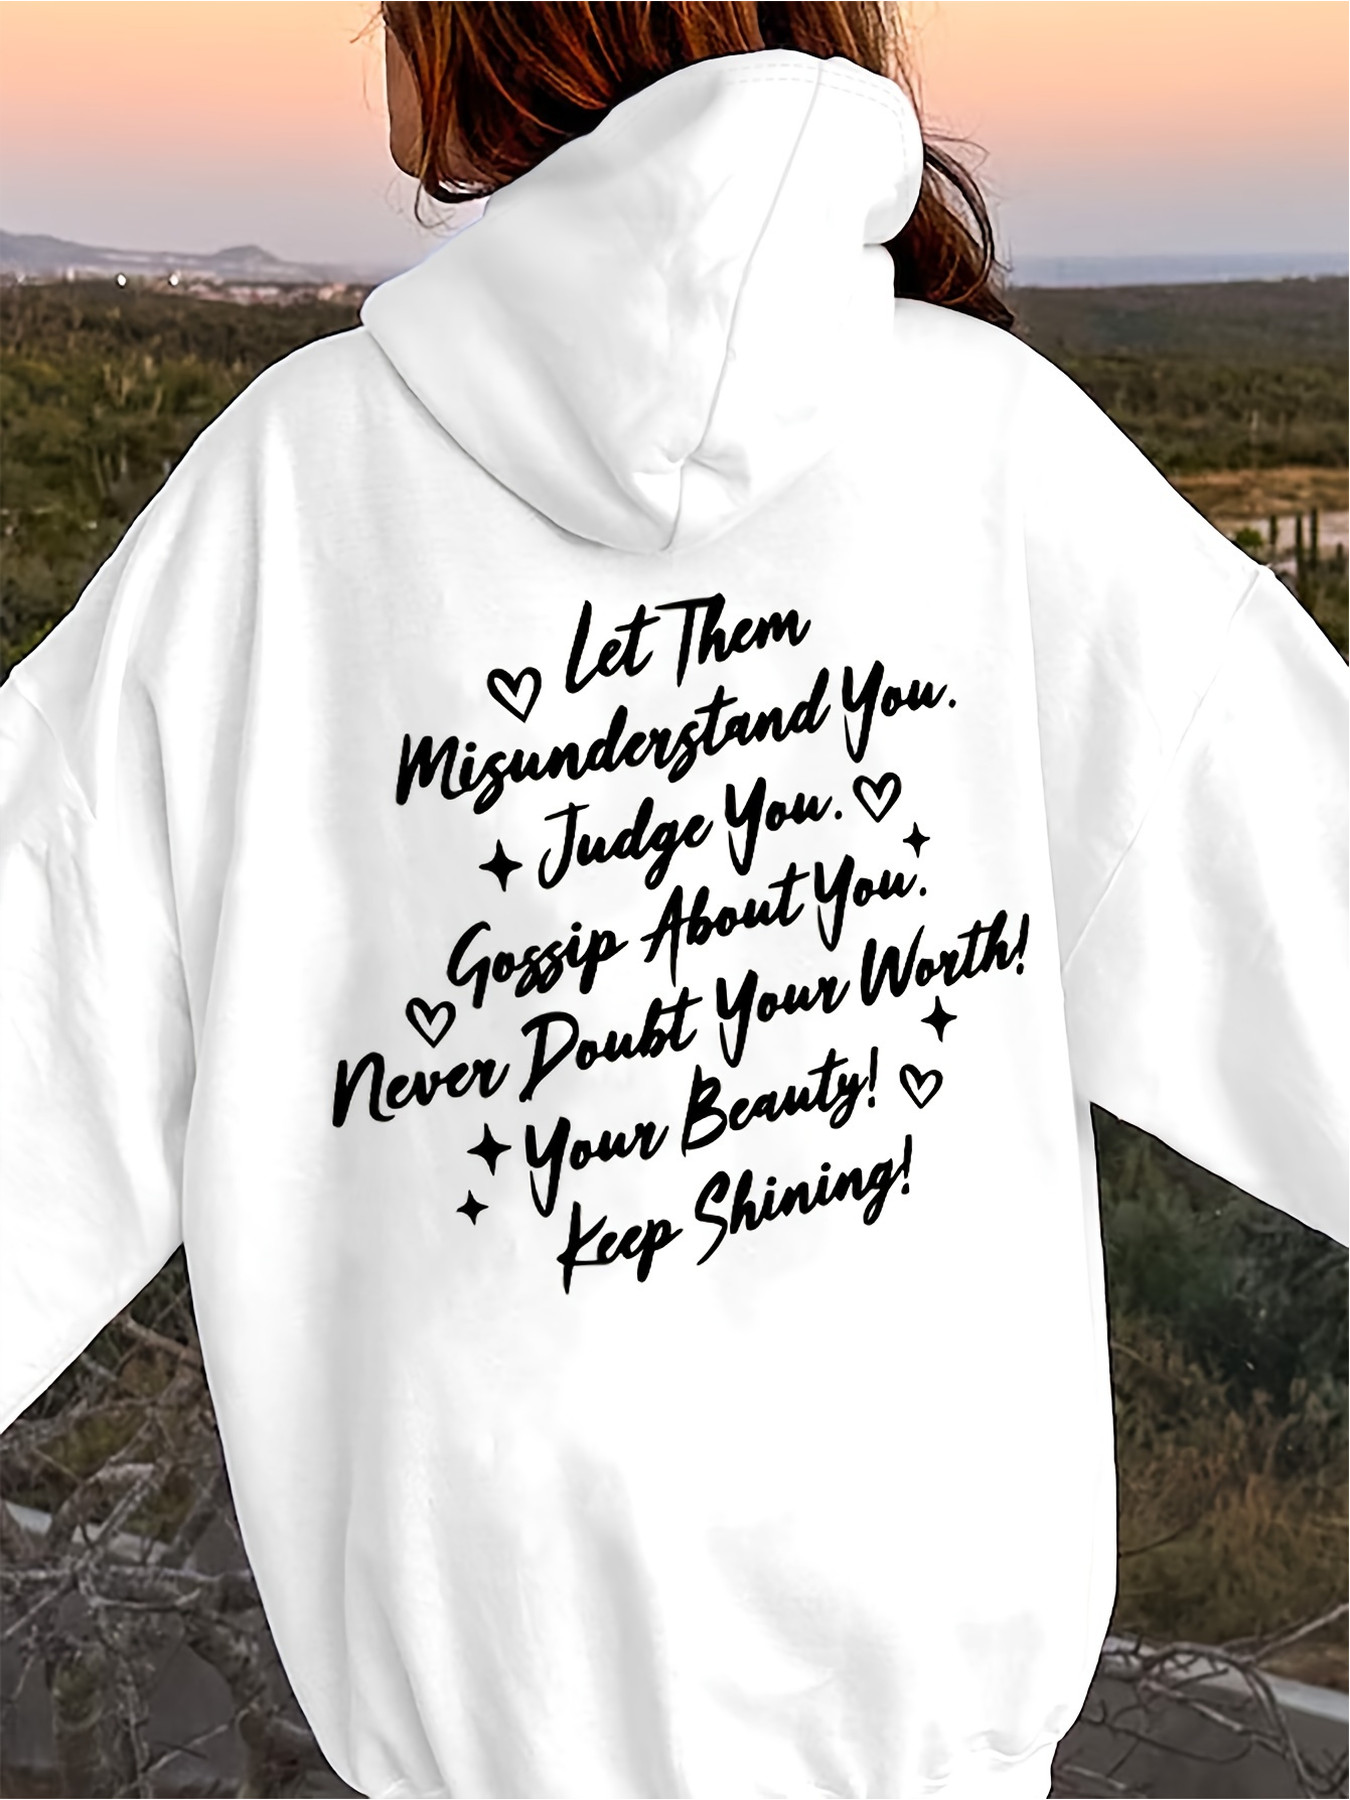 Let Them
Misunderstand You.
Judge You.
Gossip About You.
Never Doubt Your Worth!
Your Beauty!
Keep Shining!